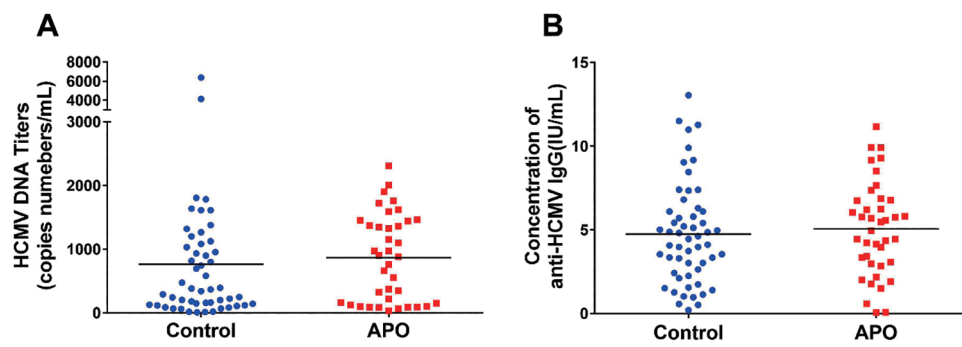 A
HCMV DNA Titers
(copies numebers/mL)
8000
6000
4000
3000
2000
1000
0
Control
APO
B
Concentration of
anti-HCMV IgG(IU/mL)
15
10
5
0
Control
APO